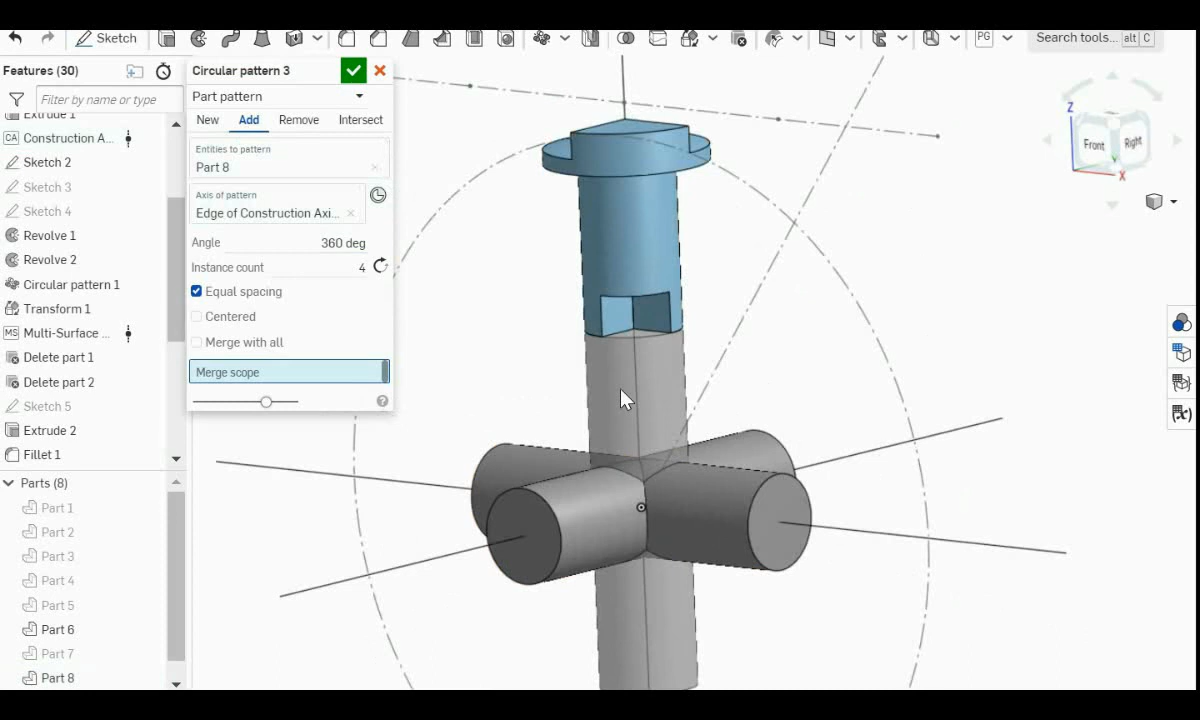 Sketch
PG
Search tools... alt C
Features (30)
Filter by name or type
Extrude 1
CA Construction A...
Sketch 2
Sketch 3
Sketch 4
Revolve 1
Revolve 2
Circular pattern 1
Transform 1
MS Multi-Surface ...
Delete part 1
Delete part 2
Sketch 5
Extrude 2
Fillet 1
Parts (8)
Part 1
Part 2
Part 3
Part 4
Part 5
Part 6
Part 7
Part 8
Circular pattern 3
Part pattern
New Add Remove Intersect
Entities to pattern
Part 8
Axis of pattern
Edge of Construction Axi...
Angle 360 deg
Instance count 4
Equal spacing
Centered
Merge with all
Merge scope
Z
Front Right
X
(x)